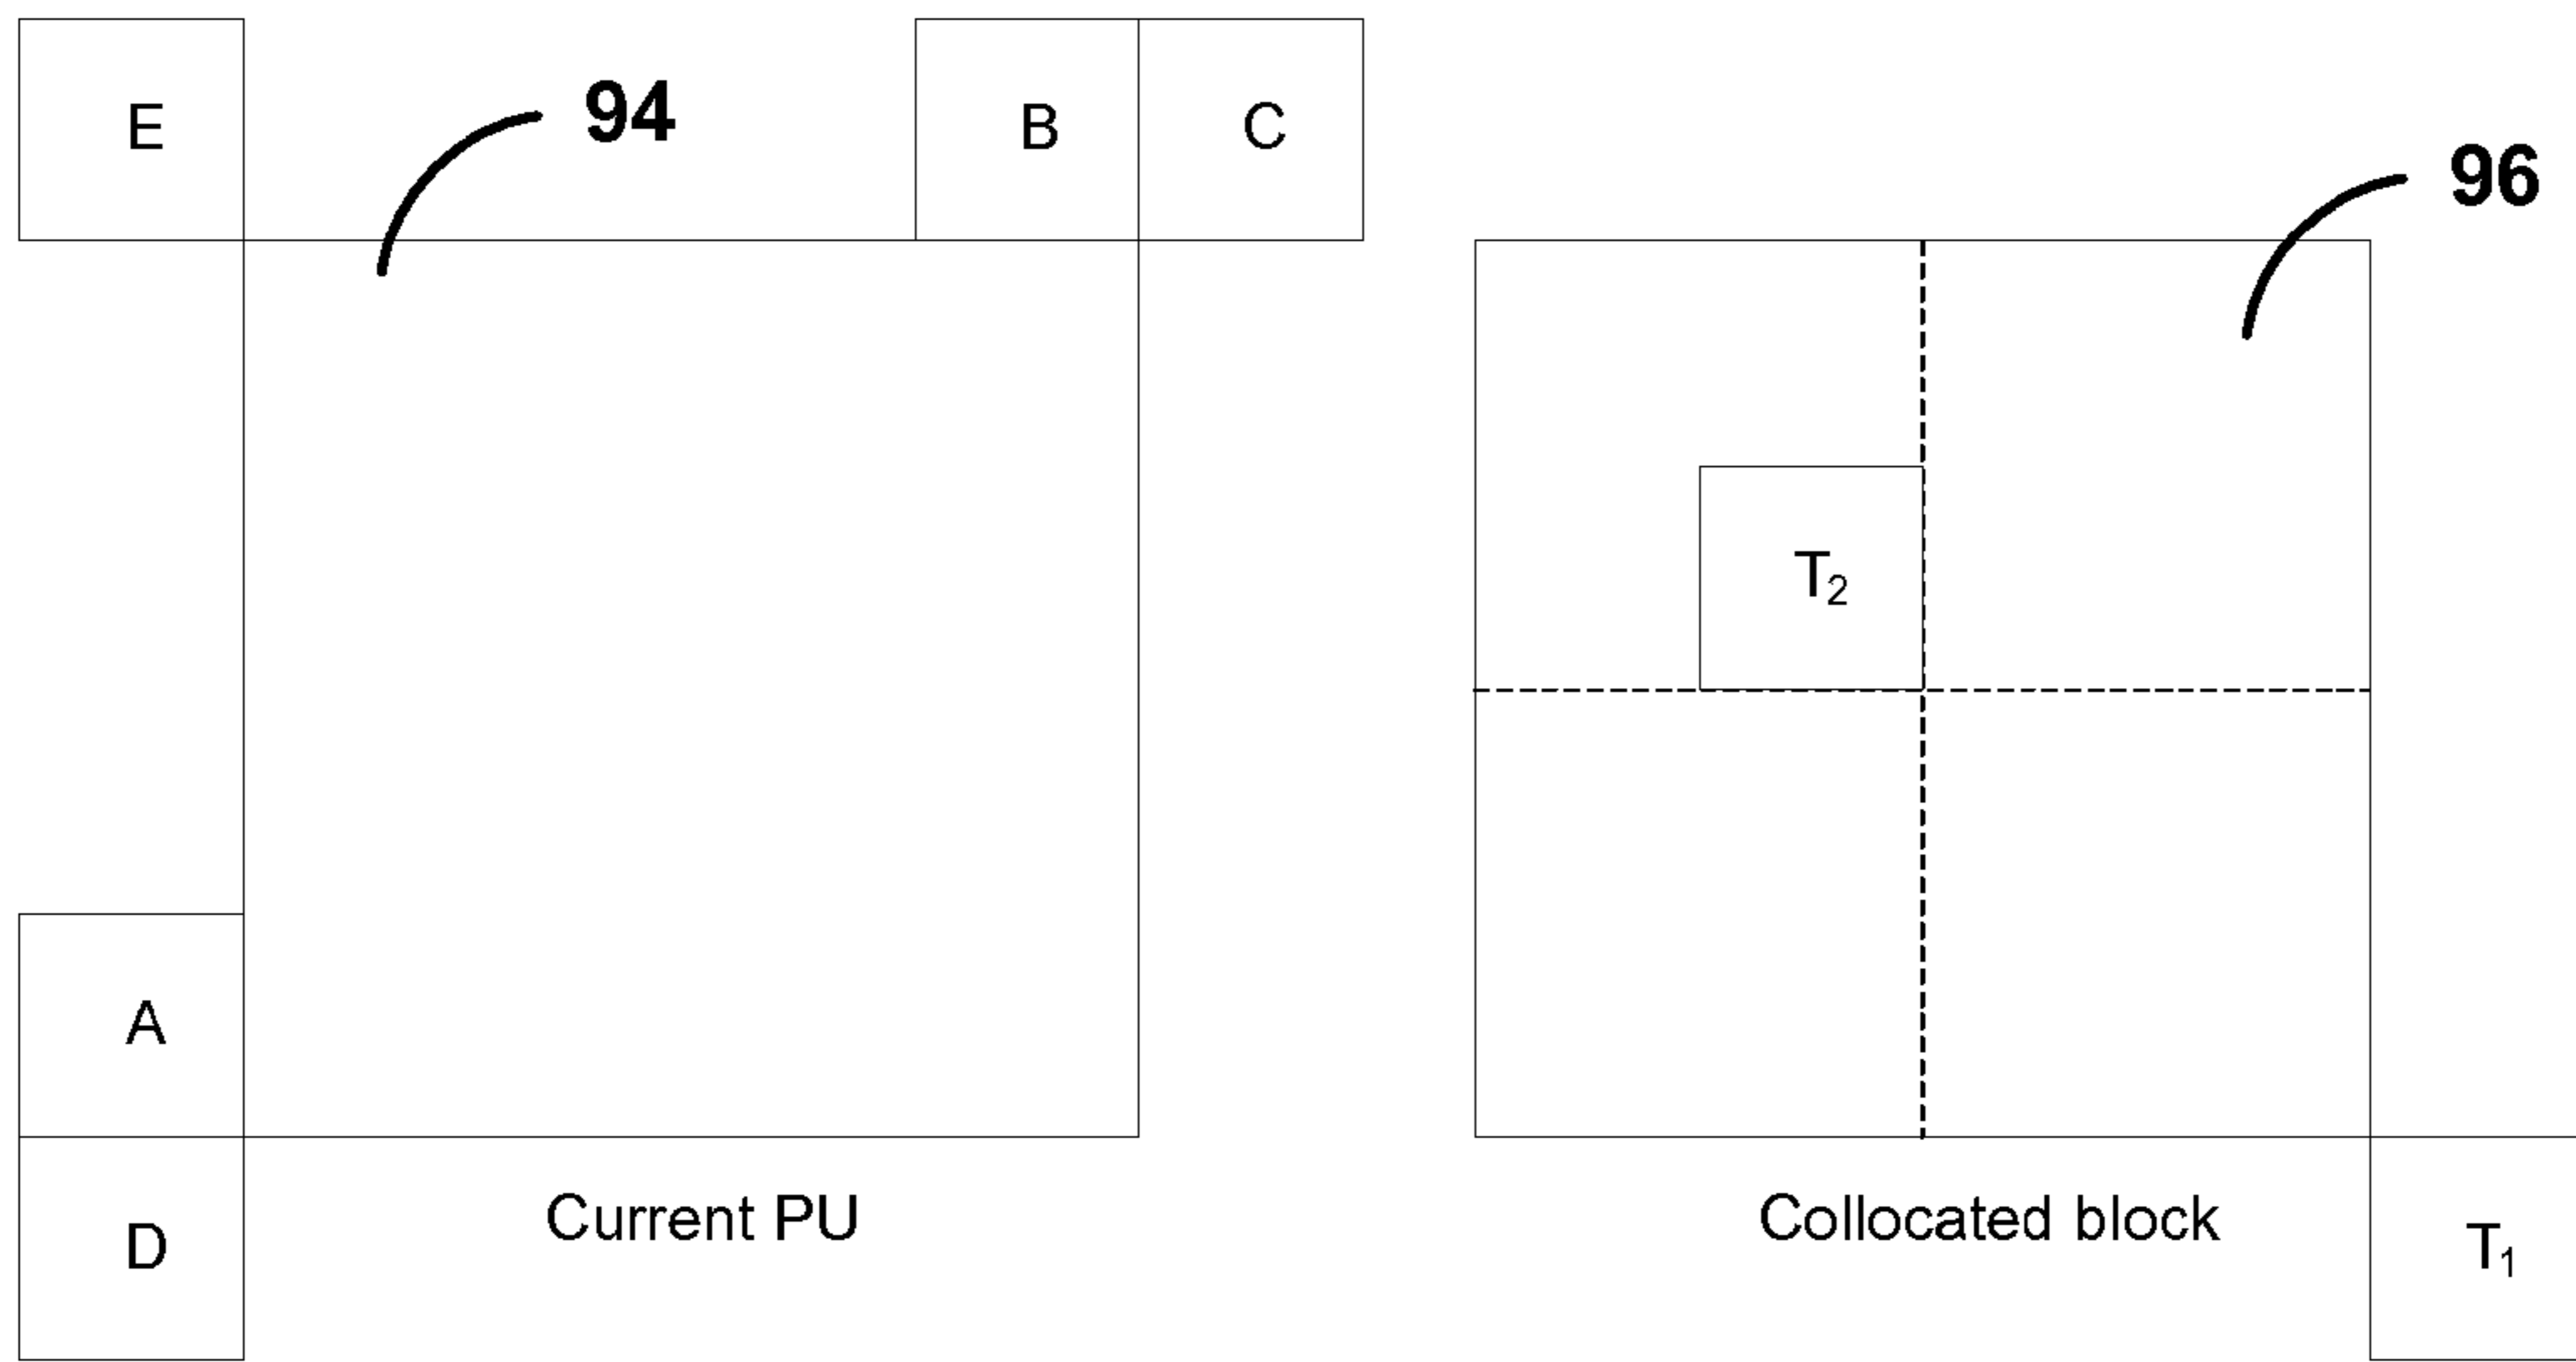 E
94
B
C
96
T₂
A
D
Current PU
Collocated block
T₁